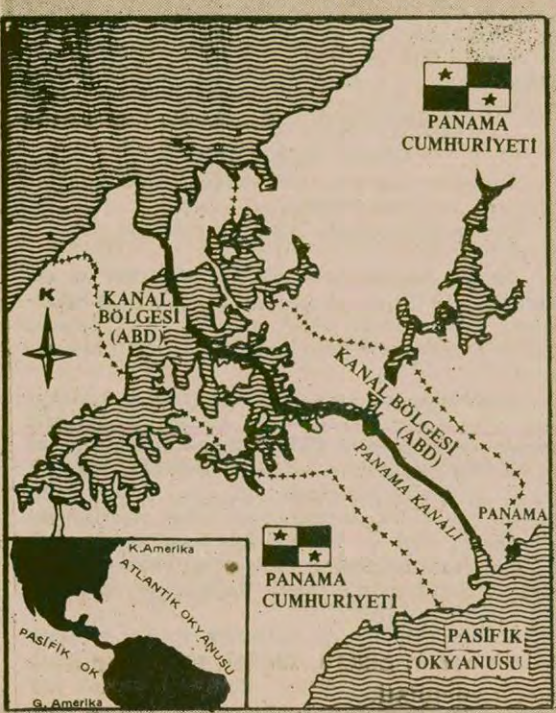 PANAMA
CUMHURİYETİ
K
KANAL
BÖLGESİ
(ABD)
KANAL BÖLGESİ
(ABD)
PANAMA KANALI
PANAMA
PANAMA
CUMHURİYETİ
PASİFİK
OKYANUSU
K.Amerika
ATLANTİK OKYANUSU
PASİFİK OK
G. Amerika